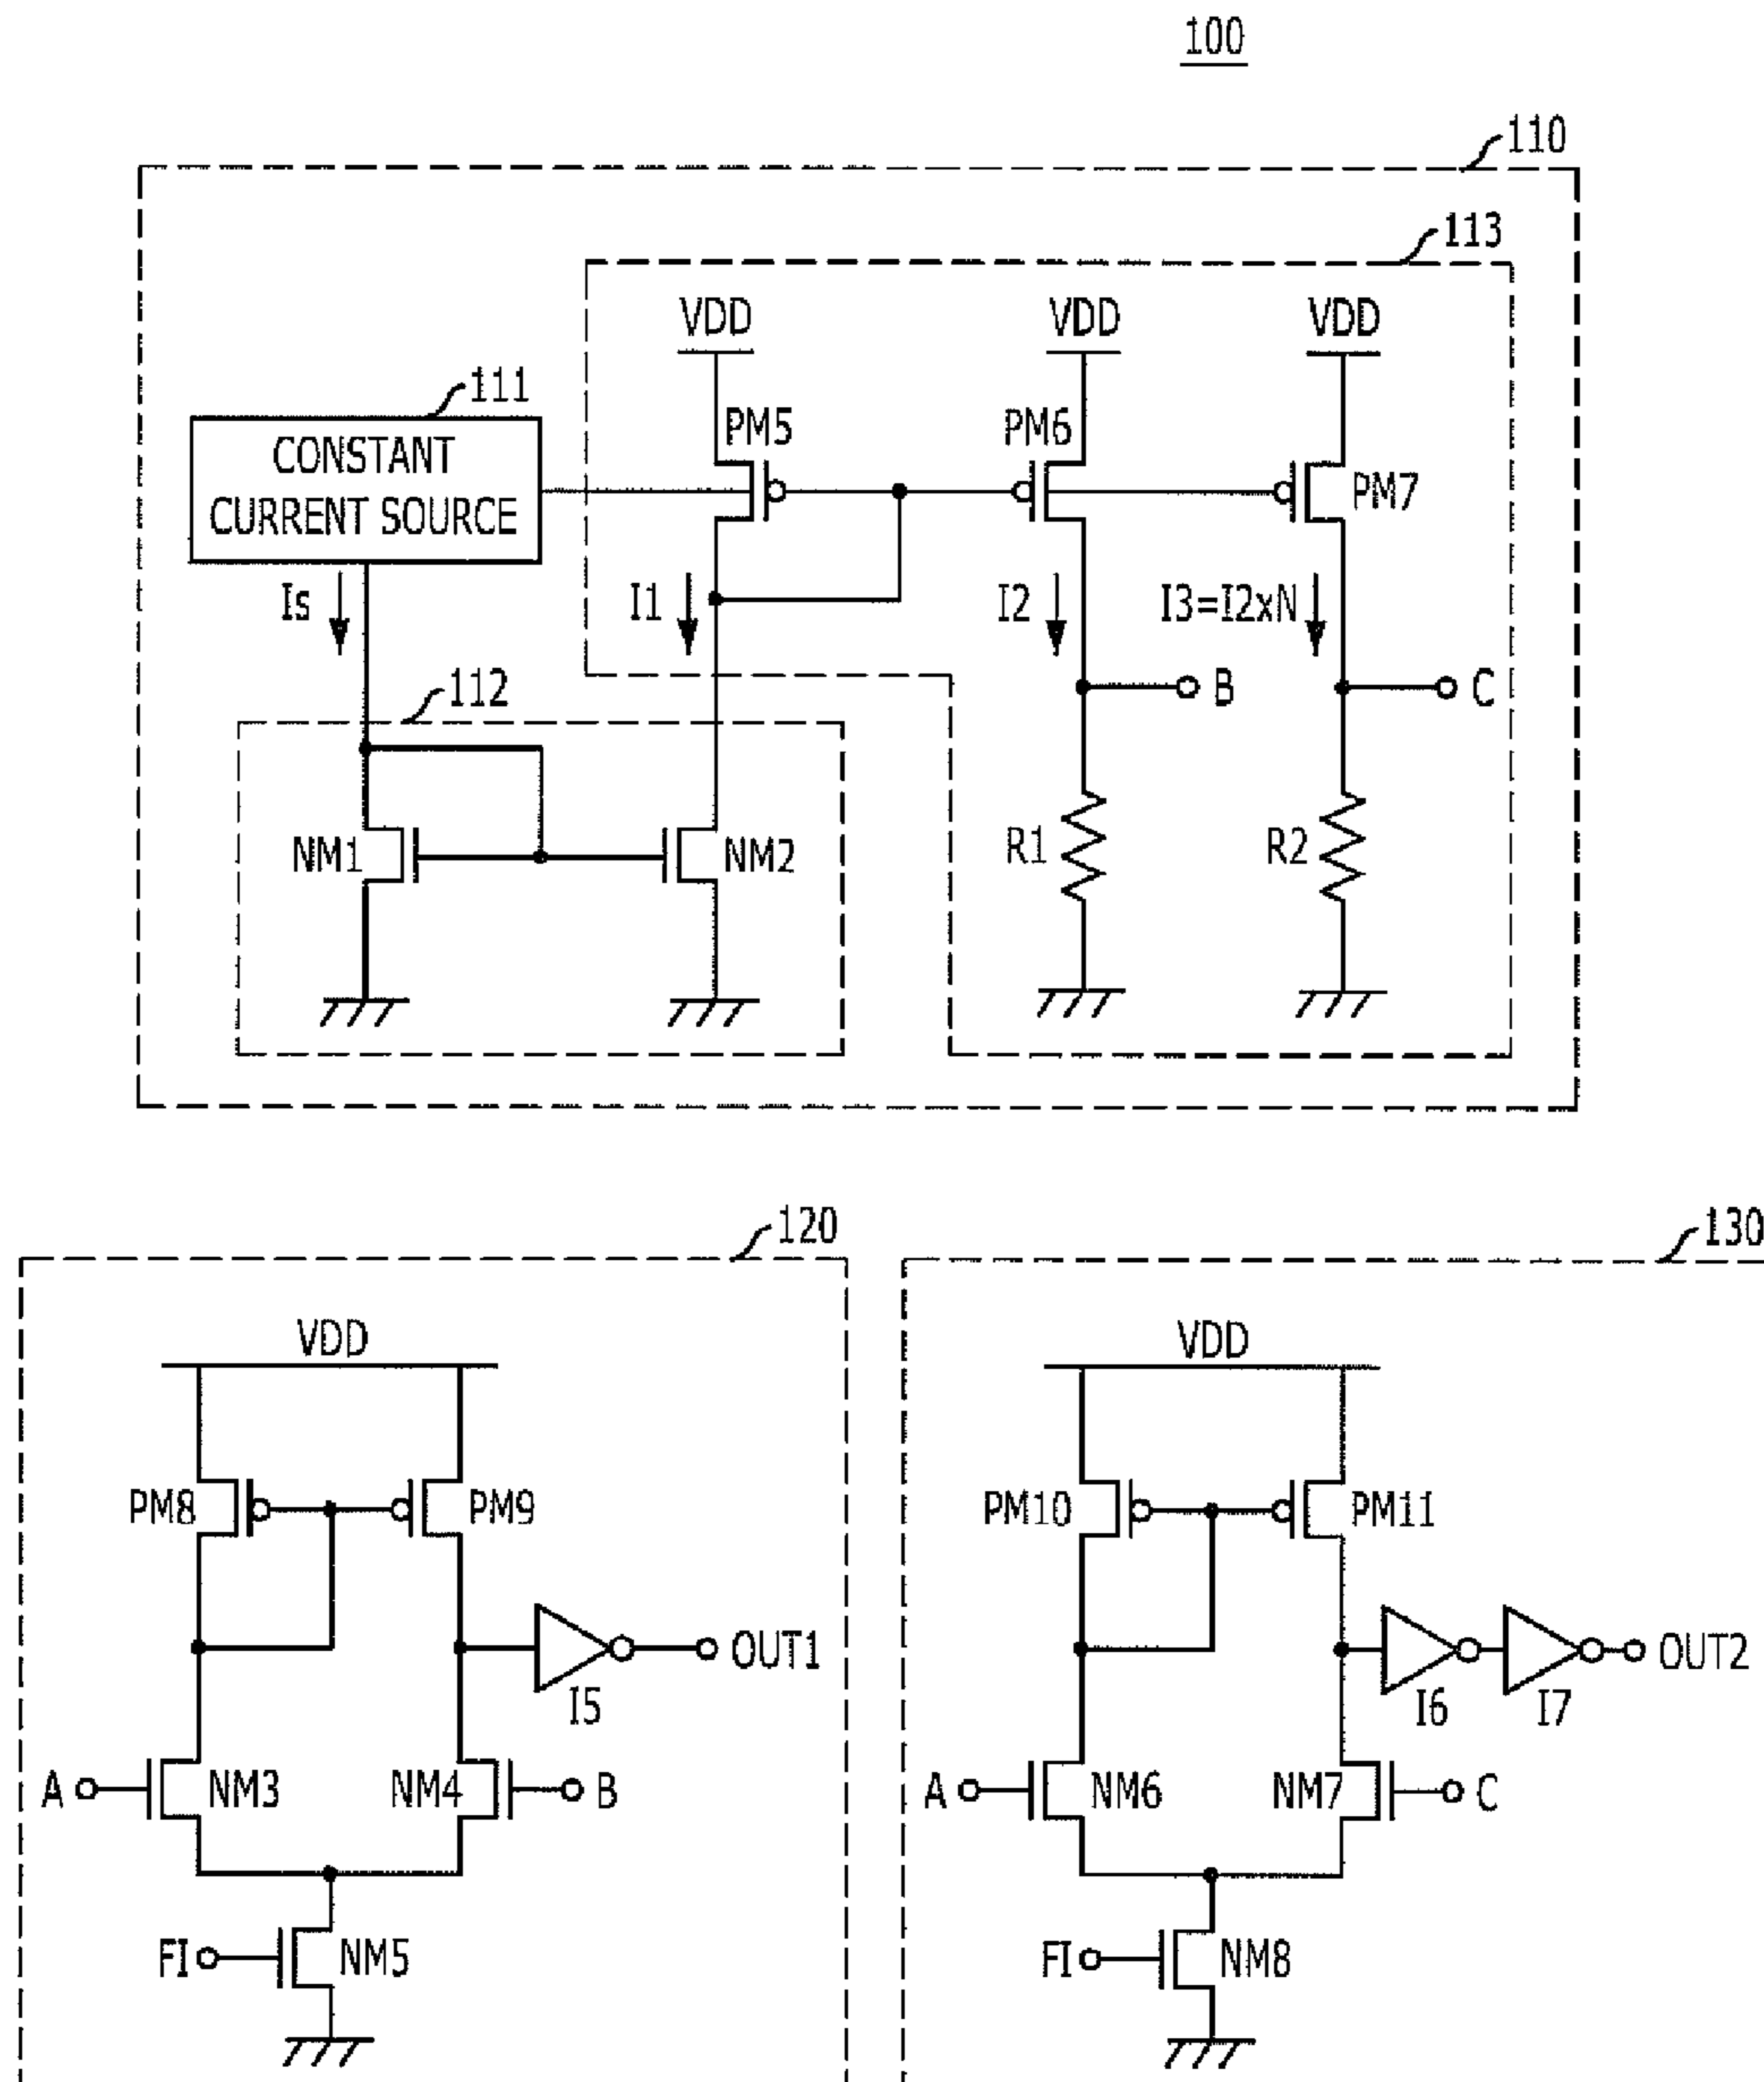 100
110
113
VDD VDD VDD
111
CONSTANT
CURRENT SOURCE
PM5 PM6 PM7
Is I1 I2 I3=I2xN
B C
112
NM1 NM2 R1 R2
120
VDD
PM8 PM9
OUT1
I5
A NM3 NM4 B
FI NM5
130
VDD
PM10 PM11
OUT2
I6 I7
A NM6 NM7 C
FI NM8